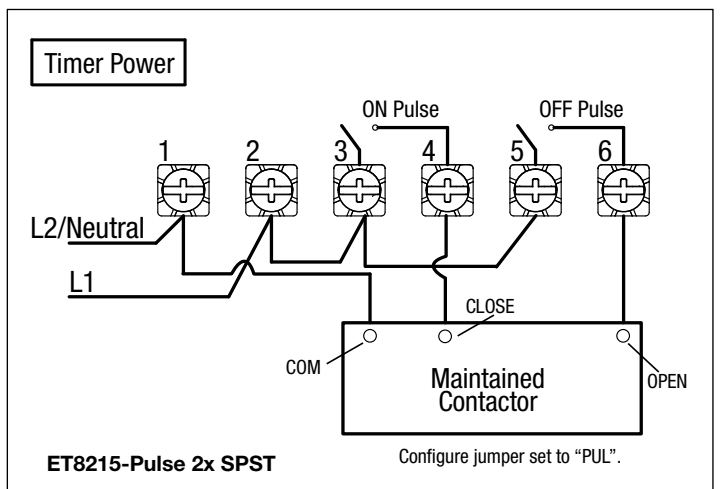 Timer Power
ON Pulse
OFF Pulse
1 2 3 4 5 6
L2/Neutral
L1
CLOSE
COM
OPEN
Maintained
Contactor
ET8215-Pulse 2x SPST
Configure jumper set to “PUL”.